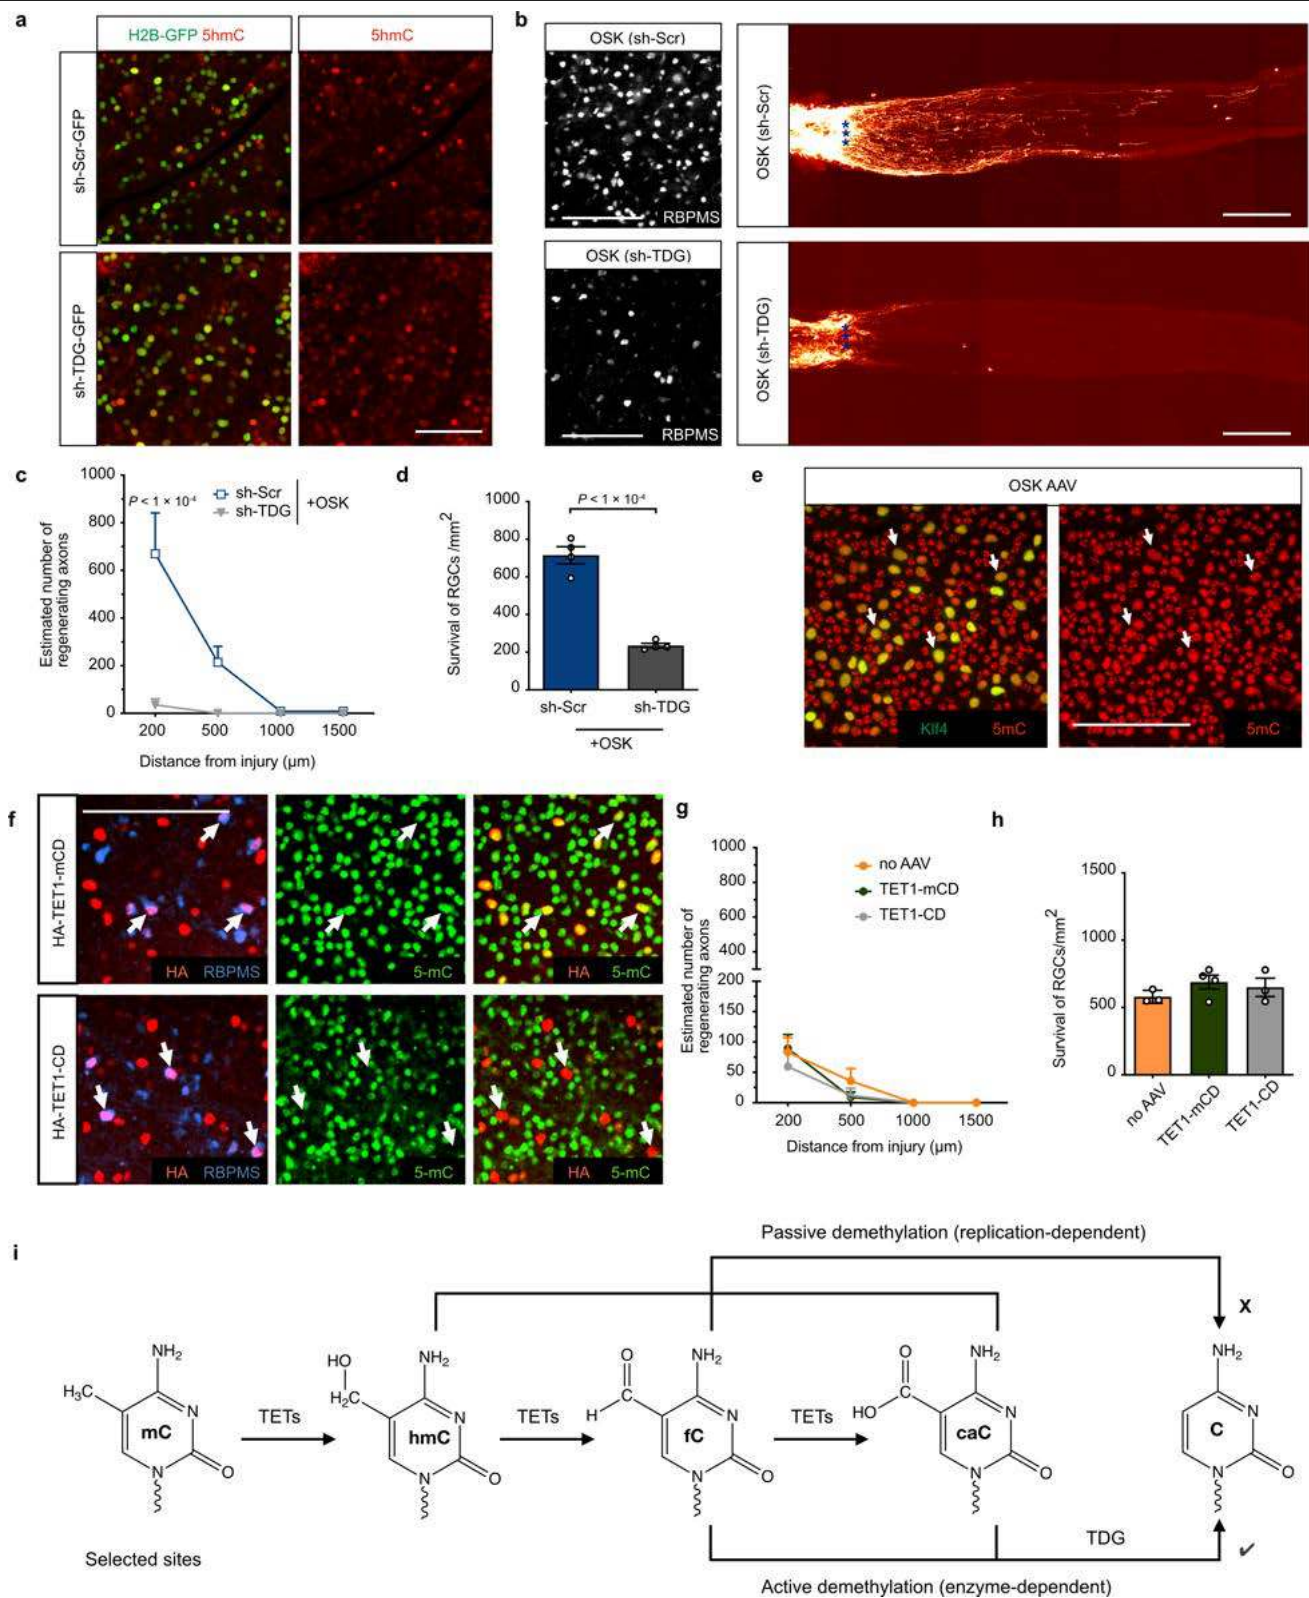 a
H2B-GFP 5hmC
5hmC
sh-Scr-GFP
sh-TDG-GFP
b
OSK (sh-Scr)
RBPMS
OSK (sh-Scr)
***
OSK (sh-TDG)
RBPMS
OSK (sh-TDG)
***
c
Estimated number of
regenerating axons
1000
800
600
400
200
0
P < 1 × 10⁻⁴
sh-Scr
sh-TDG
+OSK
200 500 1000 1500
Distance from injury (µm)
d
Survival of RGCs /mm²
1000
800
600
400
200
0
P < 1 × 10⁻⁴
sh-Scr sh-TDG
+OSK
e
OSK AAV
Klf4 5mC
5mC
f
HA-TET1-mCD
HA RBPMS
5-mC
HA 5-mC
HA-TET1-CD
HA RBPMS
5-mC
HA 5-mC
g
Estimated number of
regenerating axons
1000
900
800
700
600
500
400
200
150
100
50
0
no AAV
TET1-mCD
TET1-CD
200 500 1000 1500
Distance from injury (µm)
h
Survival of RGCs/mm²
1500
1000
500
0
no AAV
TET1-mCD
TET1-CD
i
Passive demethylation (replication-dependent)
X
NH₂
H₃C
N
mC
N
O
TETs
HO
H₂C
NH₂
N
hmC
N
O
TETs
O
H
NH₂
N
fC
N
O
TETs
O
HO
C
NH₂
N
caC
N
O
NH₂
N
C
N
O
TDG
✔
Selected sites
Active demethylation (enzyme-dependent)